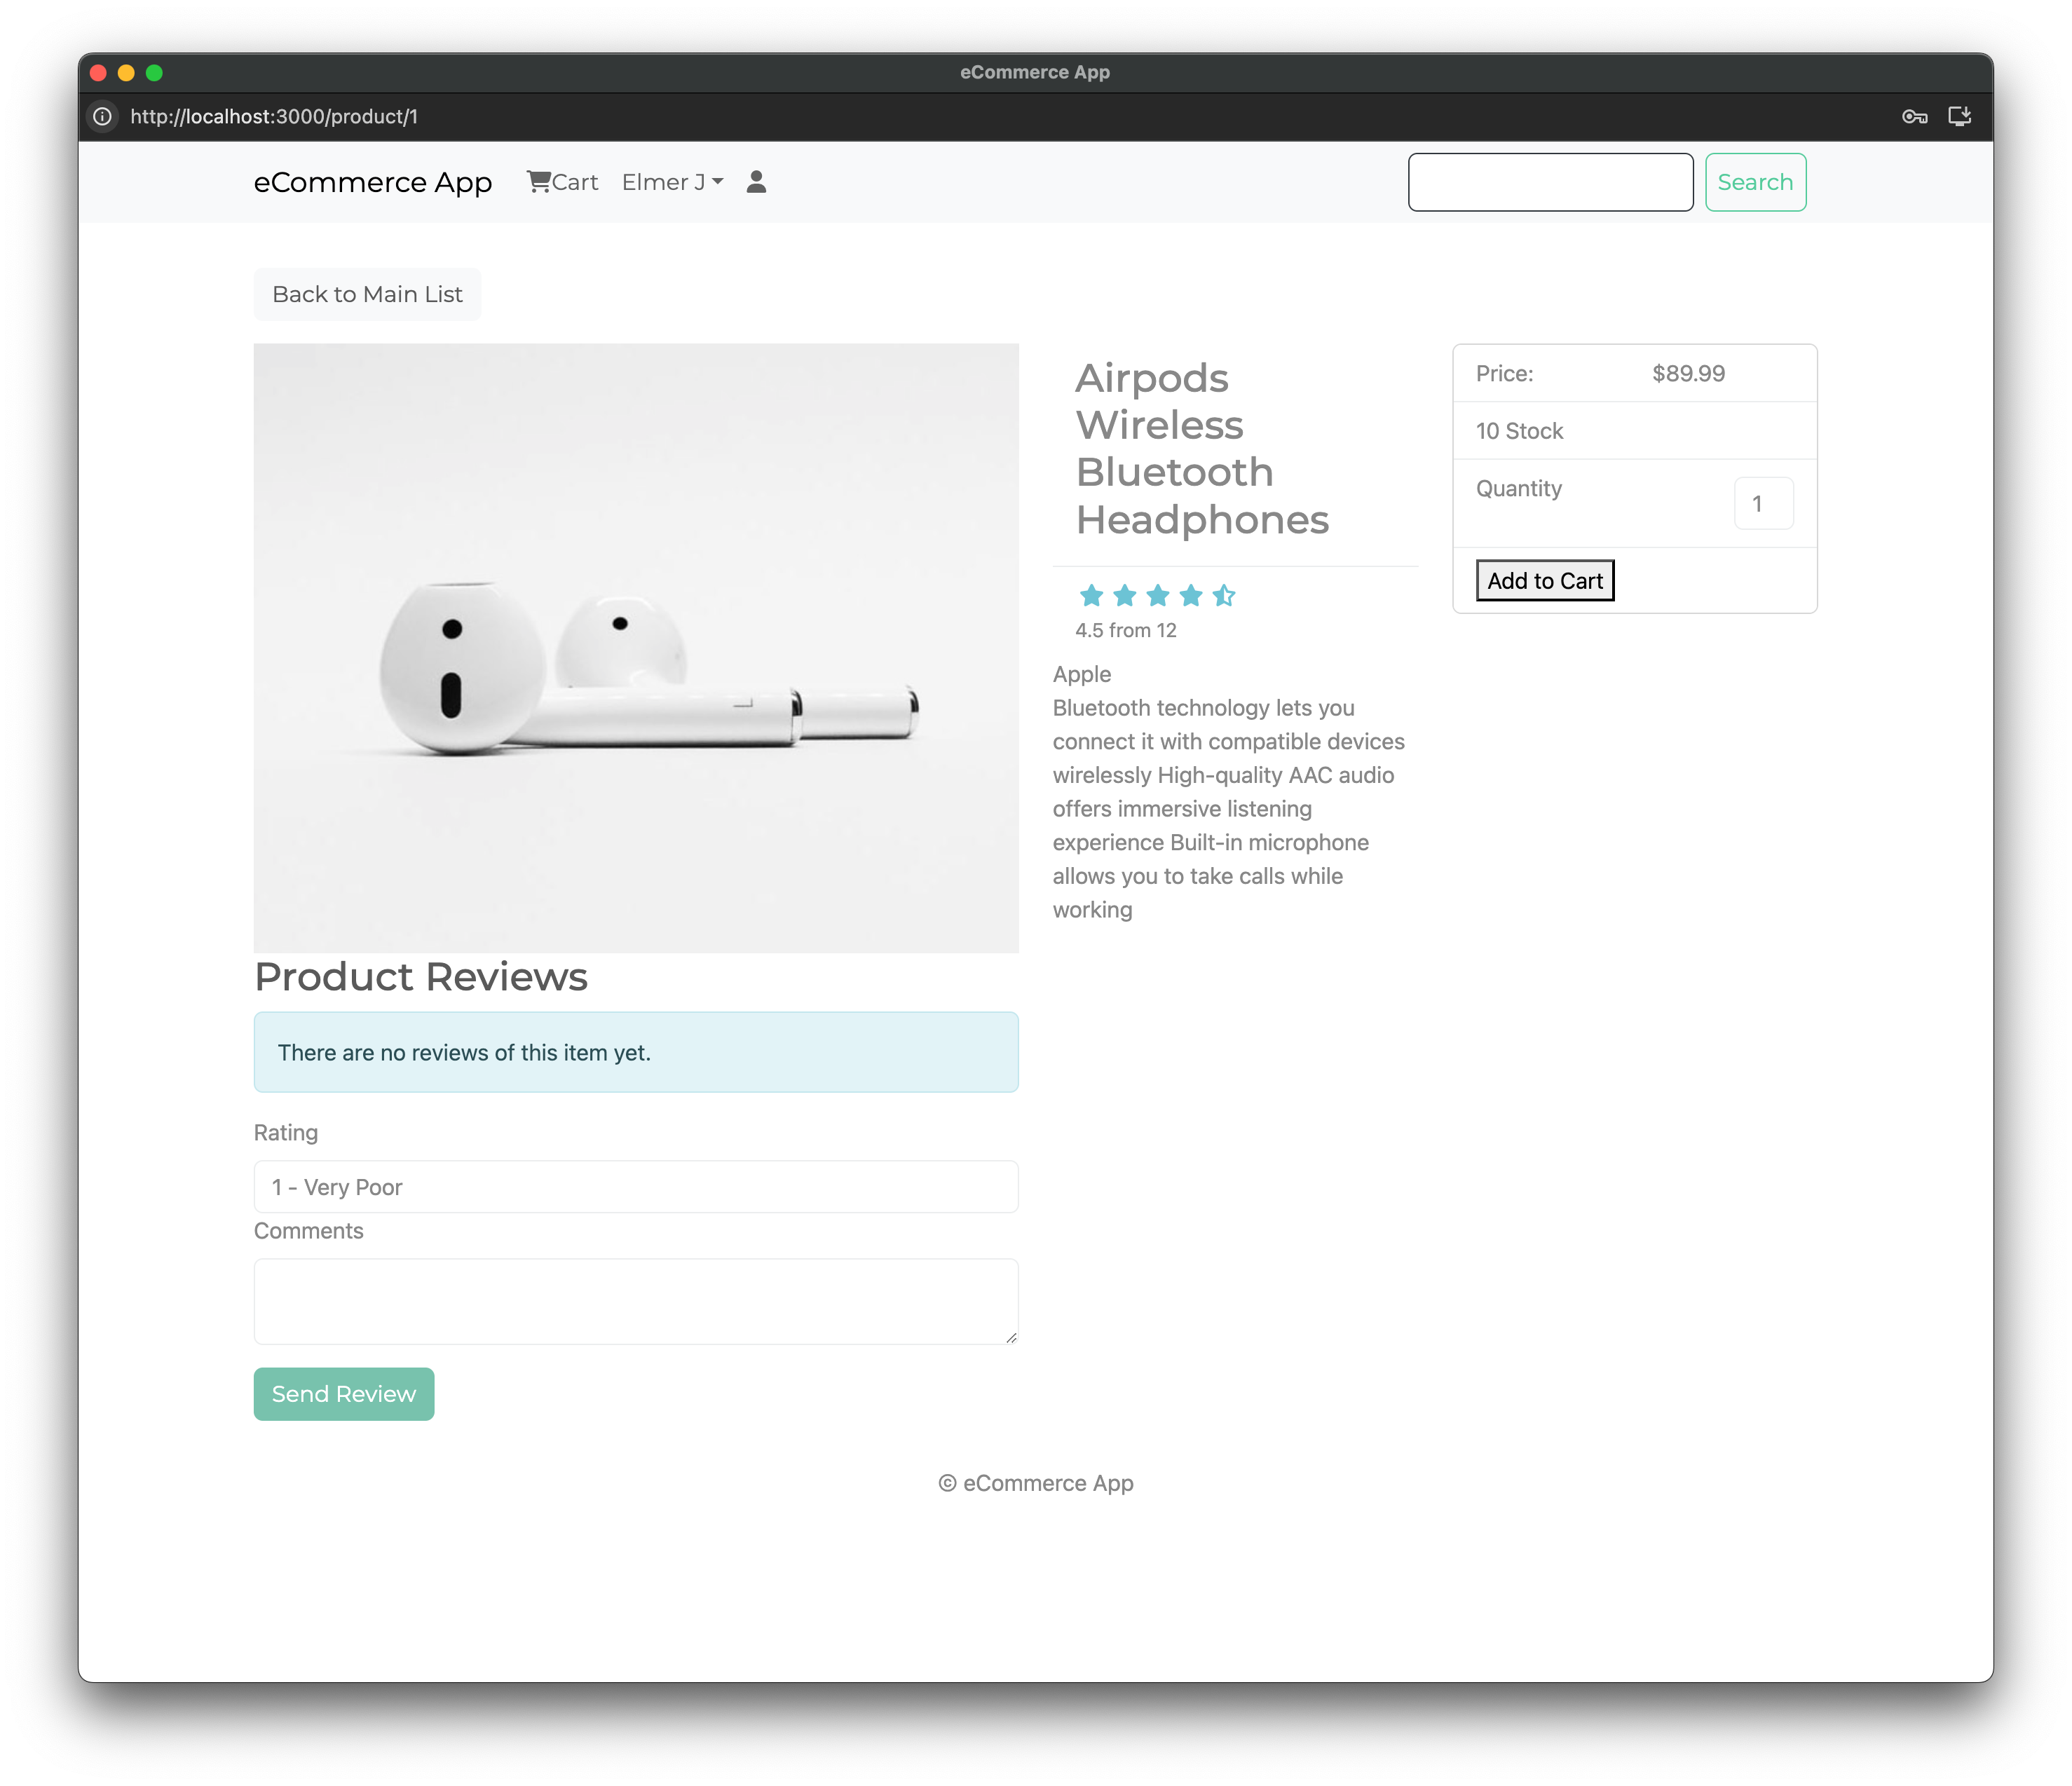 eCommerce App
http://localhost:3000/product/1
eCommerce App
Cart
Elmer J
Search
Back to Main List
Airpods
Wireless
Bluetooth
Headphones
4.5 from 12
Apple
Bluetooth technology lets you
connect it with compatible devices
wirelessly High-quality AAC audio
offers immersive listening
experience Built-in microphone
allows you to take calls while
working
Price: $89.99
10 Stock
Quantity 1
Add to Cart
Product Reviews
There are no reviews of this item yet.
Rating
1 - Very Poor
Comments
Send Review
© eCommerce App